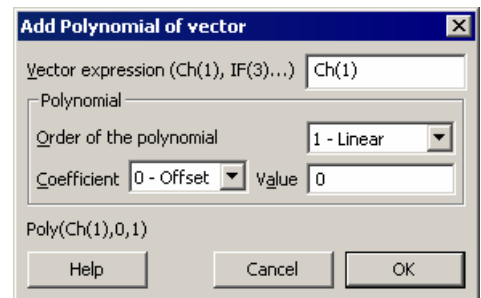 Add Polynomial of vector
Vector expression (Ch(1), IF(3)...) Ch(1)
Polynomial
Order of the polynomial 1 - Linear
Coefficient 0 - Offset Value 0
Poly(Ch(1),0,1)
Help Cancel OK